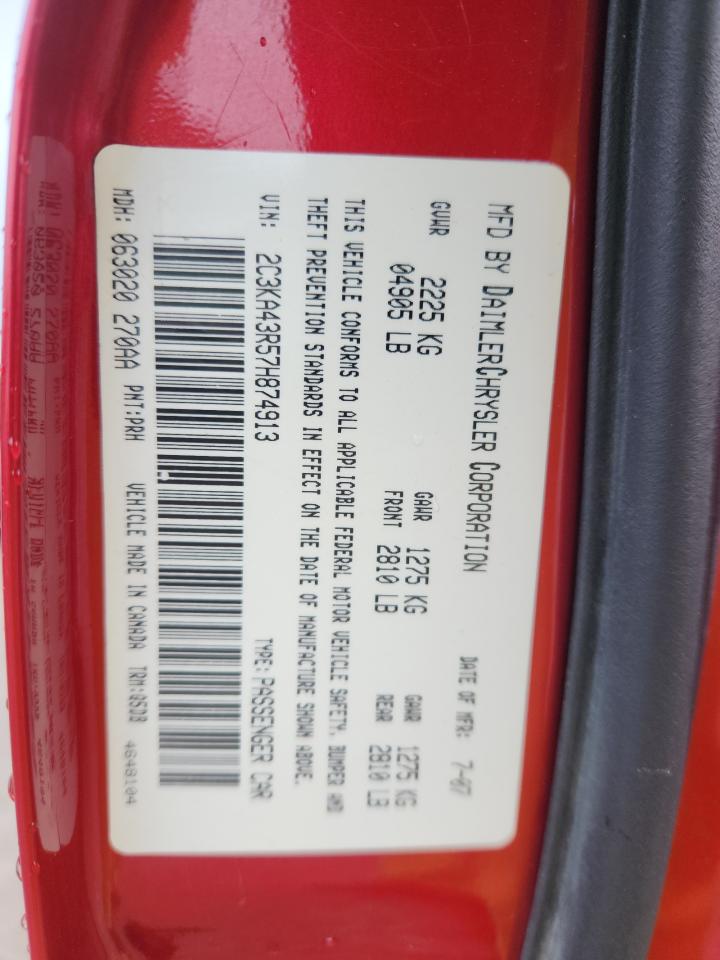 MFD BY DAIMLERCHRYSLER CORPORATION DATE OF MFR: 7-07
GVWR 2225 KG GAWR 1275 KG GAWR 1275 KG
04905 LB FRONT 2810 LB REAR 2810 LB
THIS VEHICLE CONFORMS TO ALL APPLICABLE FEDERAL MOTOR VEHICLE SAFETY, BUMPER AND
THEFT PREVENTION STANDARDS IN EFFECT ON THE DATE OF MANUFACTURE SHOWN ABOVE.
VIN: 2C3KA43R57H874913 TYPE: PASSENGER CAR
MDH: 063020 270AA PNT:PRH VEHICLE MADE IN CANADA TRM:Q5DB
4648104